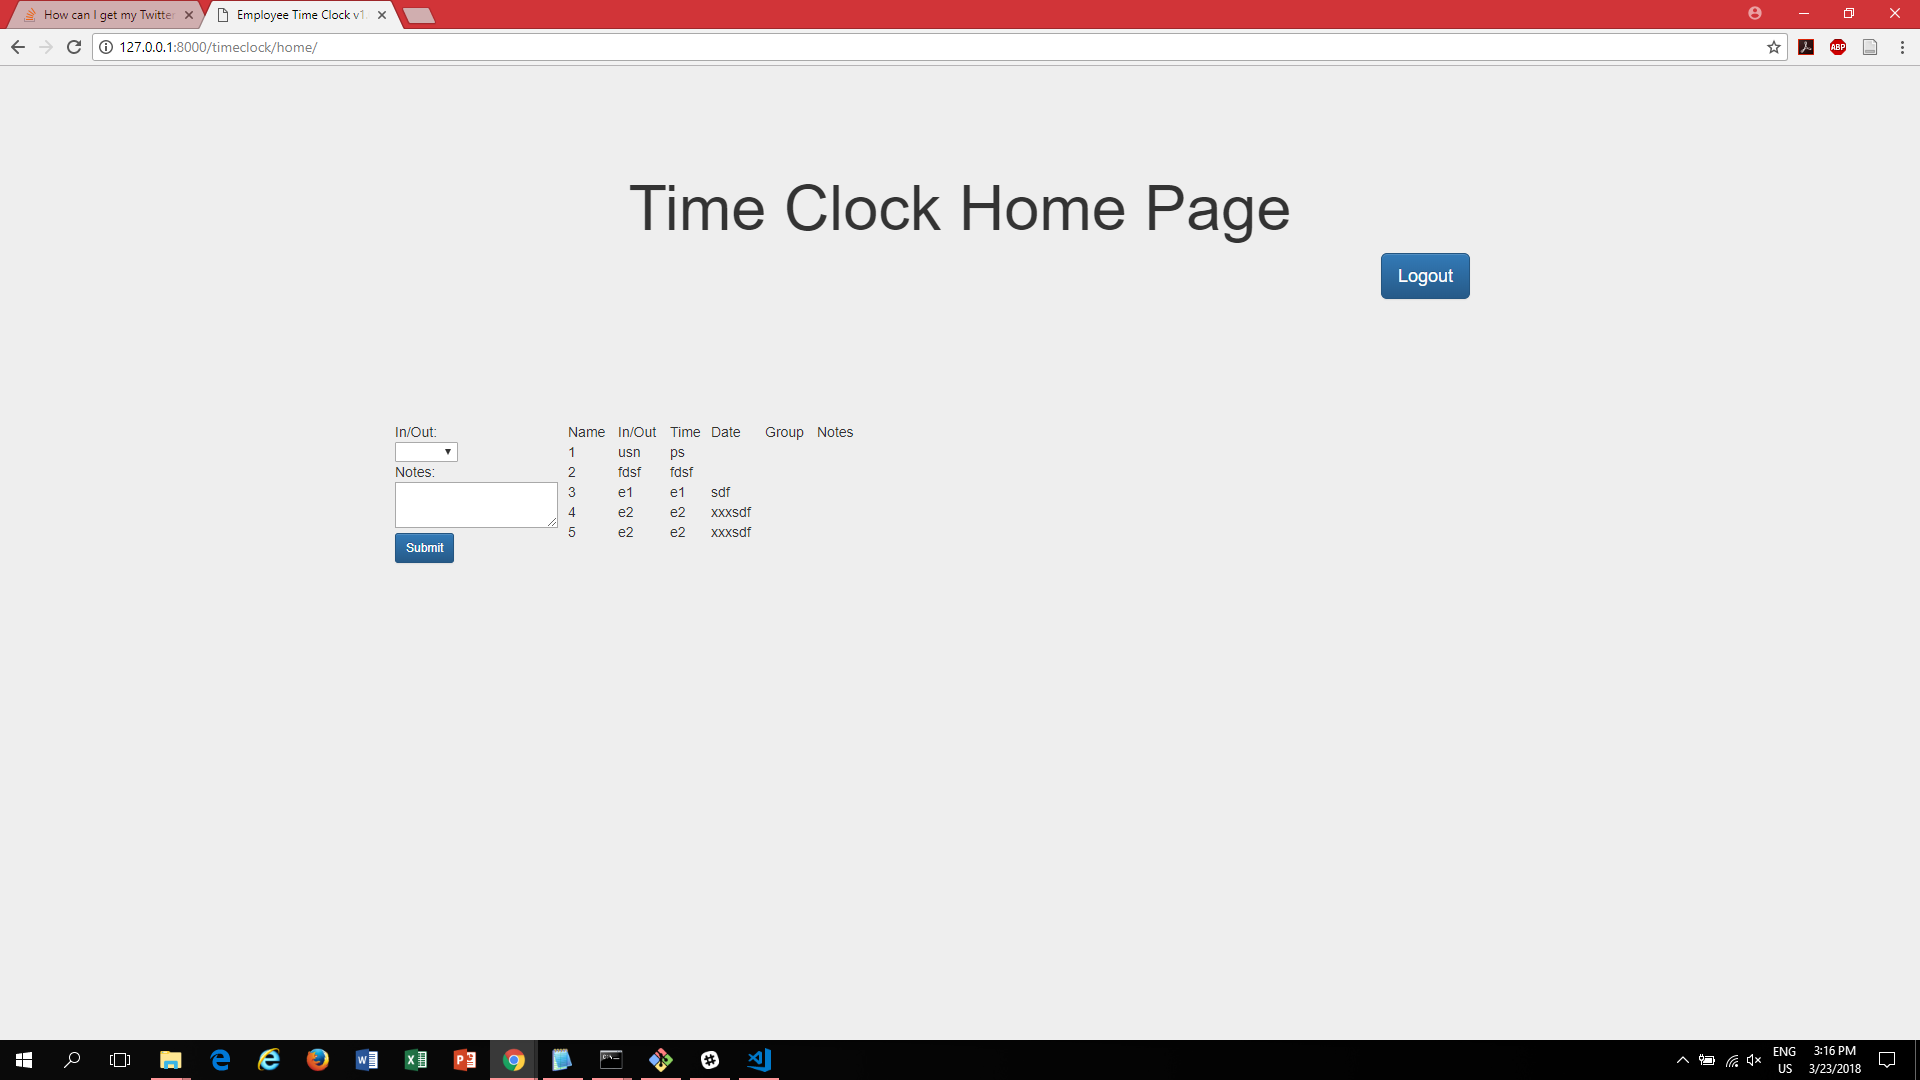 How can I get my Twitter
Employee Time Clock v1.
127.0.0.1:8000/timeclock/home/
ABP
Time Clock Home Page
Logout
In/Out:
Notes:
Submit
Name In/Out Time Date Group Notes
1 usn ps
2 fdsf fdsf
3 e1 e1 sdf
4 e2 e2 xxxsdf
5 e2 e2 xxxsdf
ENG
US
3:16 PM
3/23/2018